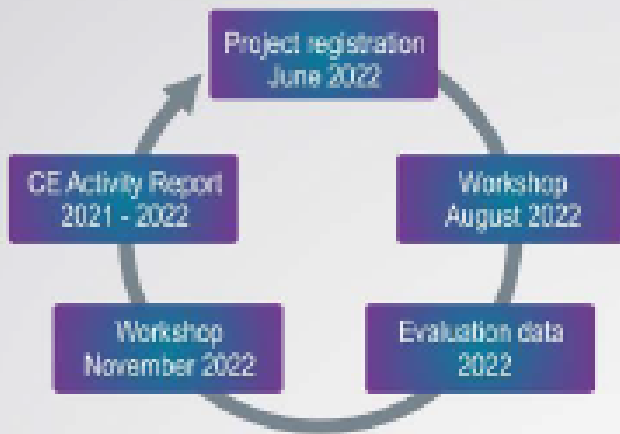 Project registration
June 2022
Workshop
August 2022
Evaluation data
2022
Workshop
November 2022
CE Activity Report
2021 - 2022